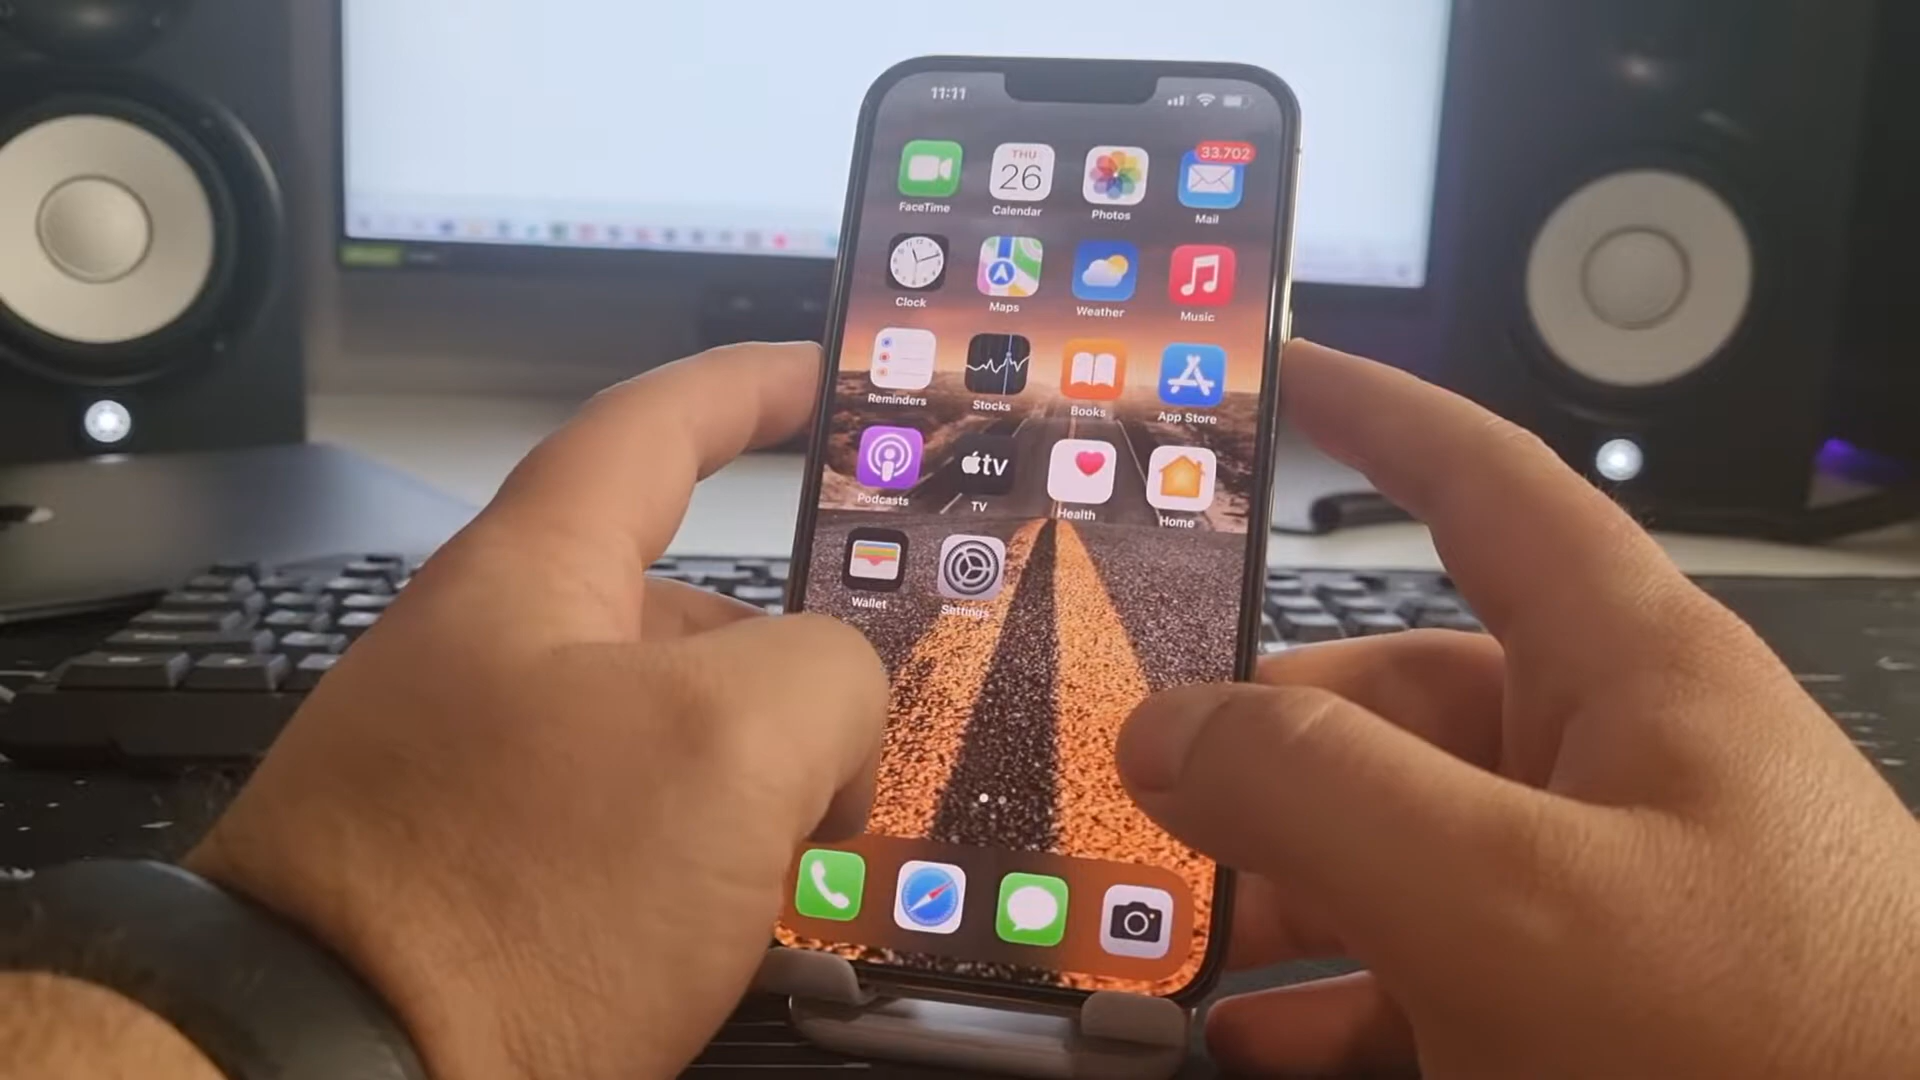 11:11
33.702
THU
26
FaceTime
Calendar
Photos
Mail
Clock
Maps
Weather
Music
Reminders
Stocks
Books
App Store
tv
Podcasts
TV
Health
Home
Wallet
Settings